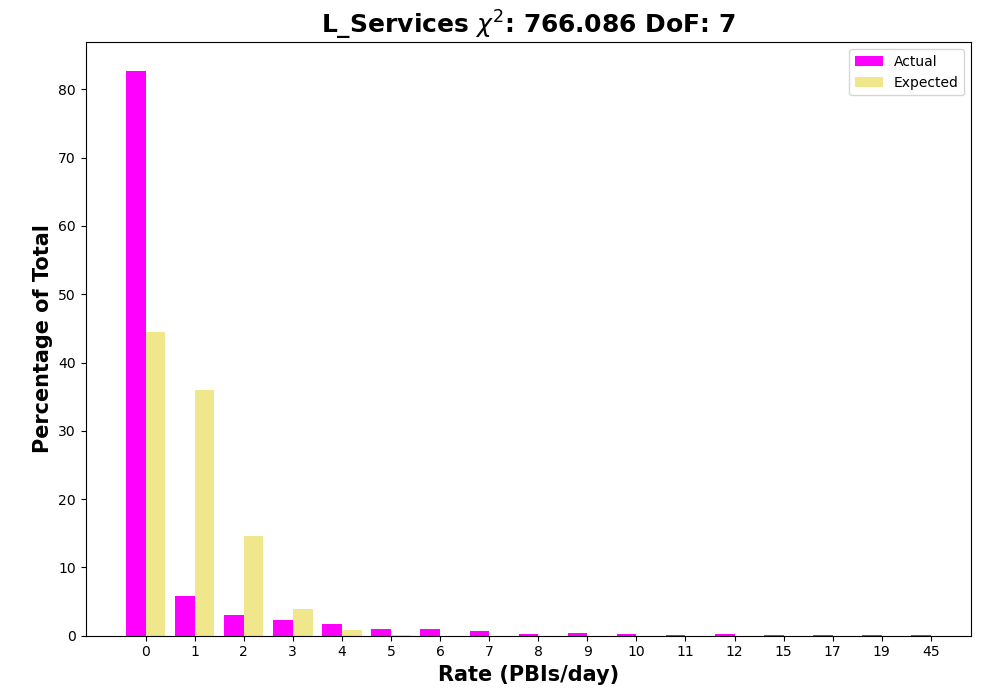 L_Services χ²: 766.086 DoF: 7
Actual
Expected
Percentage of Total
80
70
60
50
40
30
20
10
0
0 1 2 3 4 5 6 7 8 9 10 11 12 15 17 19 45
Rate (PBIs/day)